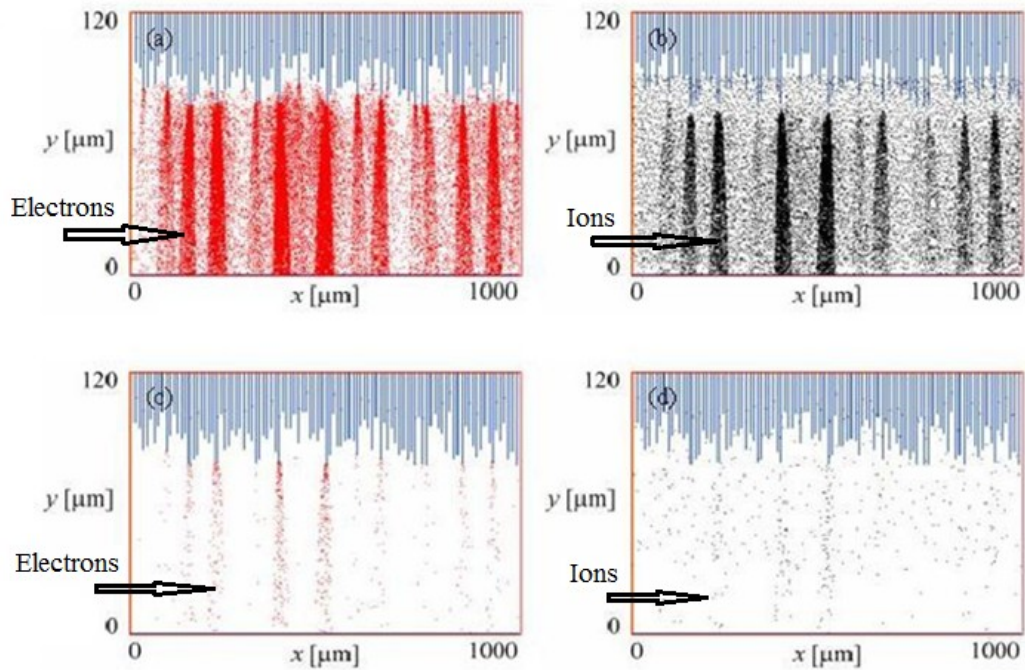 120
(a)
y [μm]
Electrons
0
0
x [μm]
1000
120
(b)
y [μm]
Ions
0
0
x [μm]
1000
120
(c)
y [μm]
Electrons
0
0
x [μm]
1000
120
(d)
y [μm]
Ions
0
0
x [μm]
1000